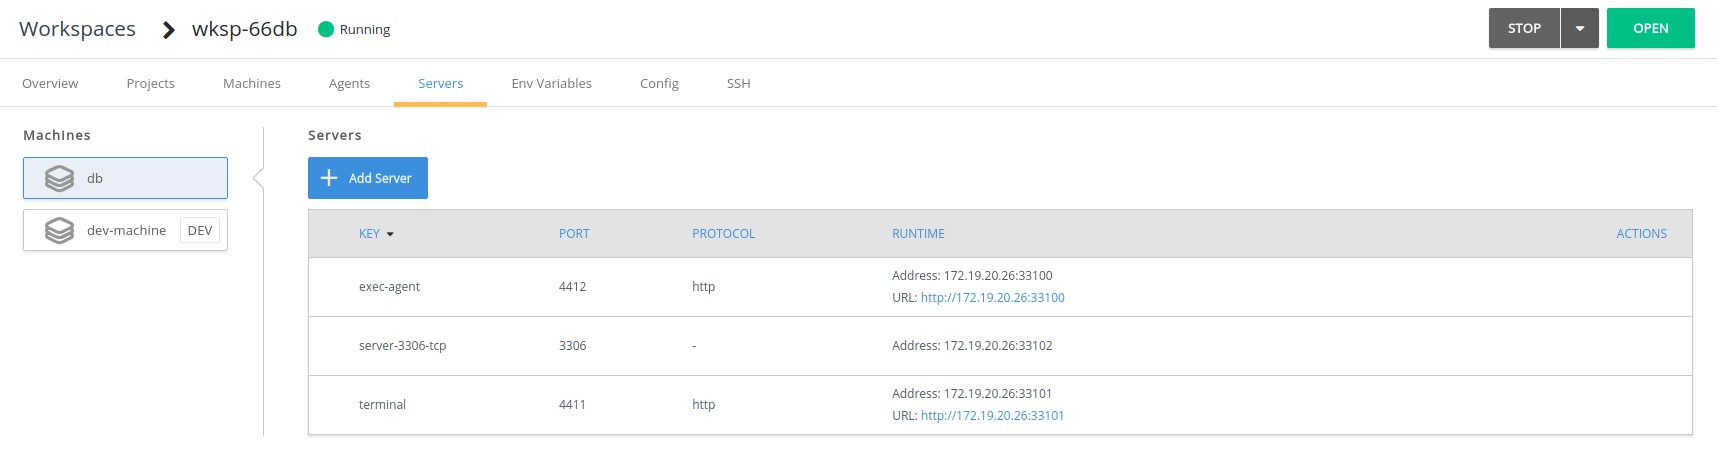 Workspaces wksp-66db Running STOP OPEN
Overview Projects Machines Agents Servers Env Variables Config SSH
Machines
db
dev-machine DEV
Servers
Add Server
KEY PORT PROTOCOL RUNTIME ACTIONS
exec-agent 4412 http Address: 172.19.20.26:33100
URL: http://172.19.20.26:33100
server-3306-tcp 3306 - Address: 172.19.20.26:33102
terminal 4411 http Address: 172.19.20.26:33101
URL: http://172.19.20.26:33101